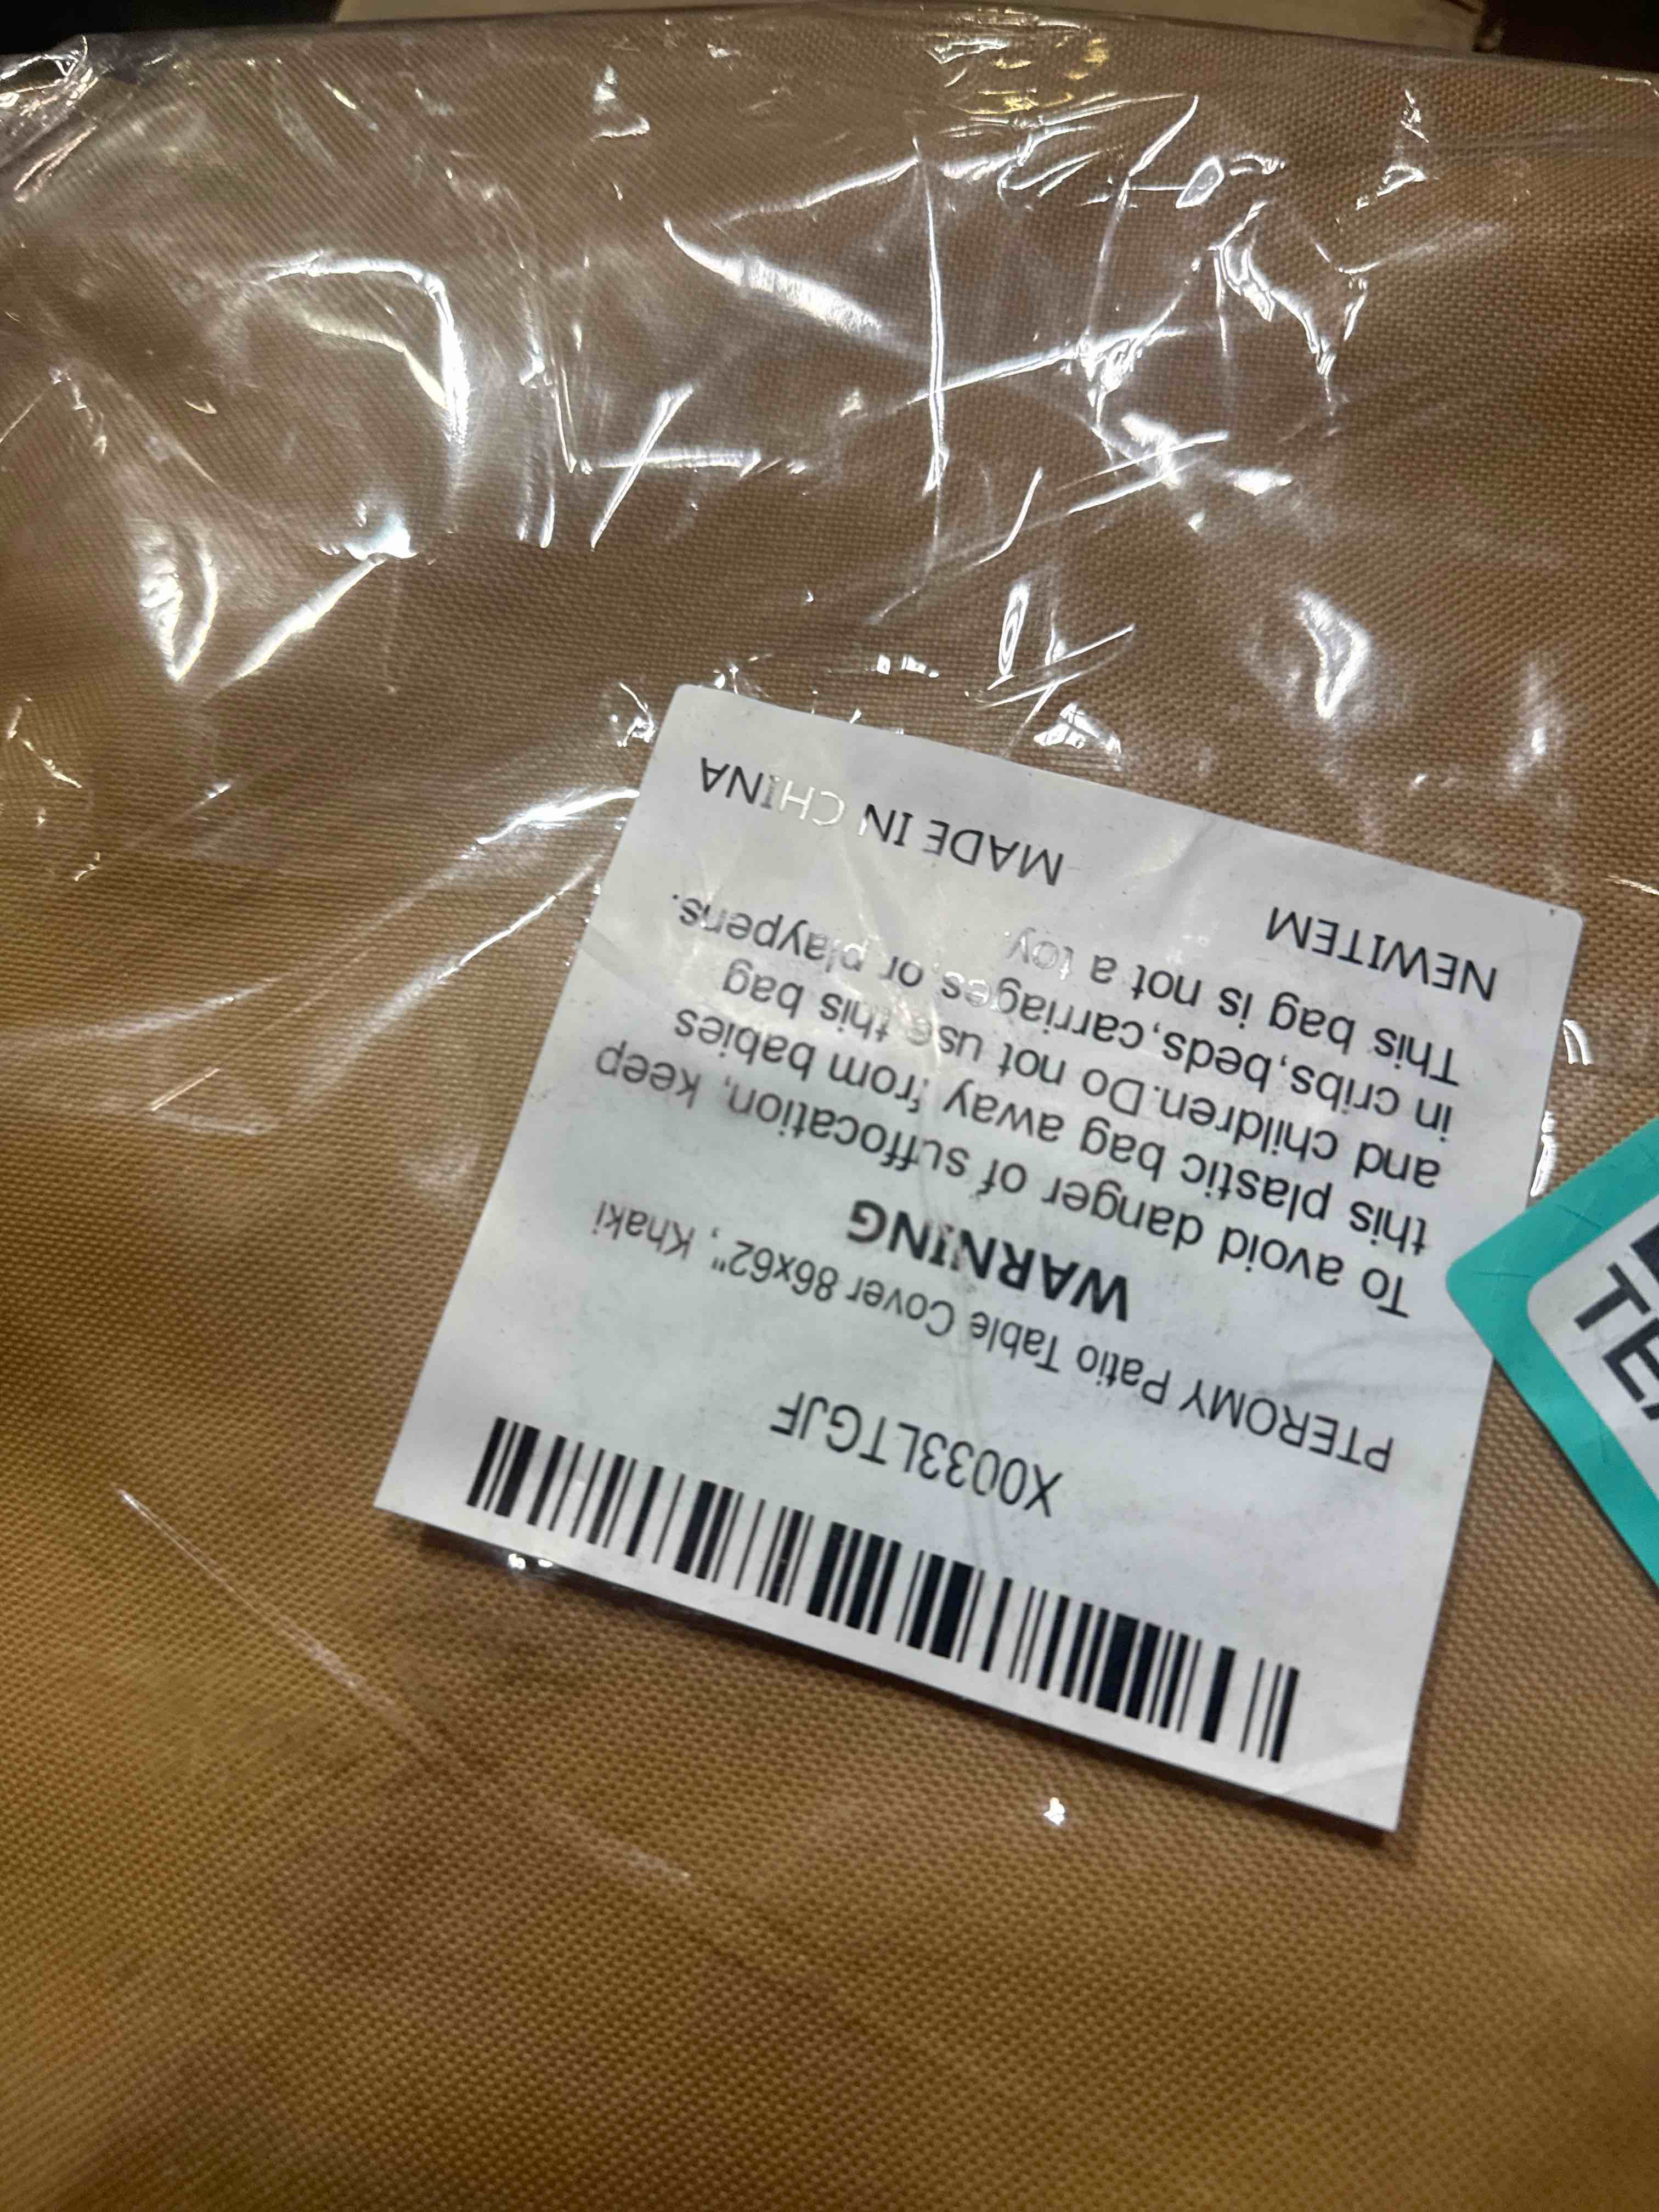 X0033LTGJF
PTEROMY Patio Table Cover 86x62", Khaki
WARNING
To avoid danger of suffocation, keep
this plastic bag away from babies
and children.Do not use this bag
in cribs,beds,carriages,or playpens.
This bag is not a toy.
NEWITEM
MADE IN CHINA